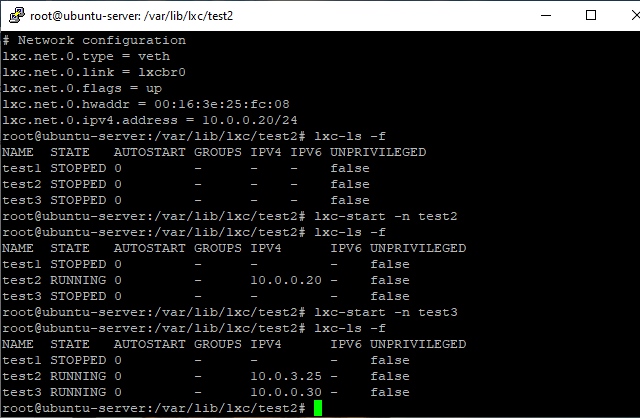 root@ubuntu-server: /var/lib/lxc/test2
# Network configuration
lxc.net.0.type = veth
lxc.net.0.link = lxcbr0
lxc.net.0.flags = up
lxc.net.0.hwaddr = 00:16:3e:25:fc:08
lxc.net.0.ipv4.address = 10.0.0.20/24
root@ubuntu-server:/var/lib/lxc/test2# lxc-ls -f
NAME  STATE   AUTOSTART GROUPS IPV4 IPV6 UNPRIVILEGED
test1 STOPPED 0         -      -    -    false
test2 STOPPED 0         -      -    -    false
test3 STOPPED 0         -      -    -    false
root@ubuntu-server:/var/lib/lxc/test2# lxc-start -n test2
root@ubuntu-server:/var/lib/lxc/test2# lxc-ls -f
NAME  STATE   AUTOSTART GROUPS IPV4      IPV6 UNPRIVILEGED
test1 STOPPED 0         -      -         -    false
test2 RUNNING 0         -      10.0.0.20 -    false
test3 STOPPED 0         -      -         -    false
root@ubuntu-server:/var/lib/lxc/test2# lxc-start -n test3
root@ubuntu-server:/var/lib/lxc/test2# lxc-ls -f
NAME  STATE   AUTOSTART GROUPS IPV4      IPV6 UNPRIVILEGED
test1 STOPPED 0         -      -         -    false
test2 RUNNING 0         -      10.0.3.25 -    false
test3 RUNNING 0         -      10.0.0.30 -    false
root@ubuntu-server:/var/lib/lxc/test2#